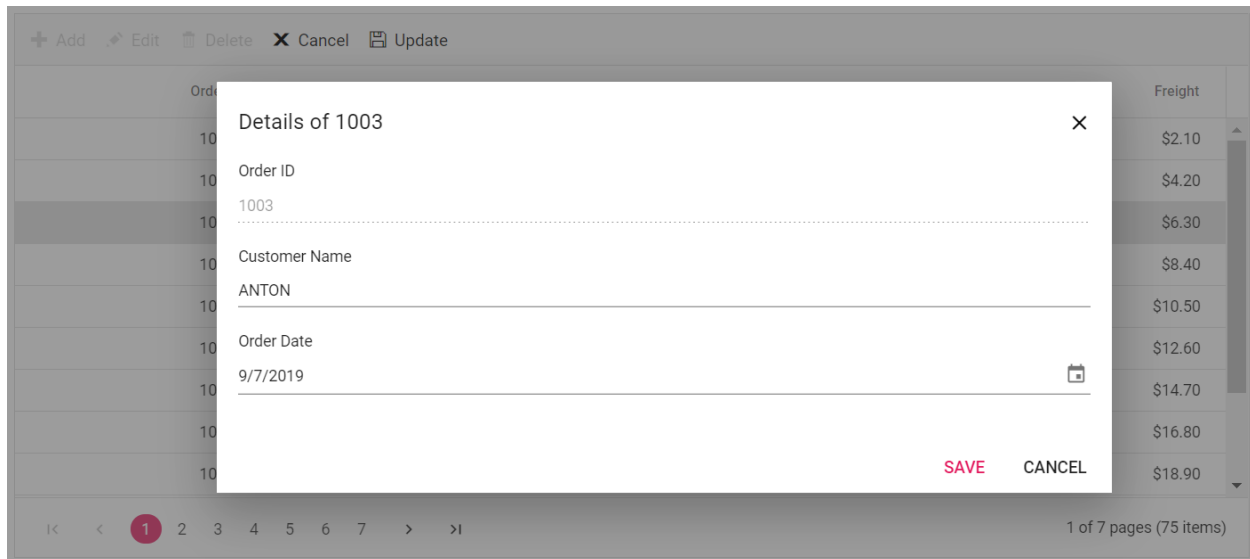 Add Edit Delete Cancel Update
Freight
Details of 1003
$2.10
Order ID
$4.20
1003
$6.30
Customer Name
$8.40
ANTON
$10.50
Order Date
$12.60
9/7/2019
$14.70
$16.80
SAVE CANCEL
$18.90
1 2 3 4 5 6 7 1 of 7 pages (75 items)